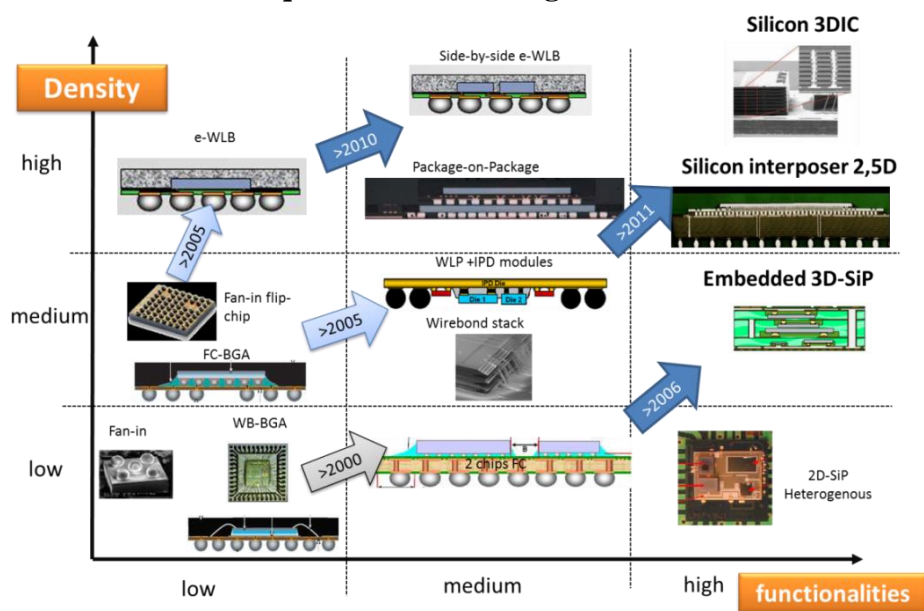 Silicon 3DIC
Density
Side-by-side e-WLB
e-WLB
>2010
high
Package-on-Package
Silicon interposer 2,5D
>2005
>2011
WLP +IPD modules
IPD Die
Embedded 3D-SiP
Fan-in flip-
chip
Die 1
Die 2
medium
>2005
Wirebond stack
FC-BGA
>2006
Fan-in
WB-BGA
B
low
>2000
2 chips FC
2D-SiP
Heterogenous
low
medium
high
functionalities